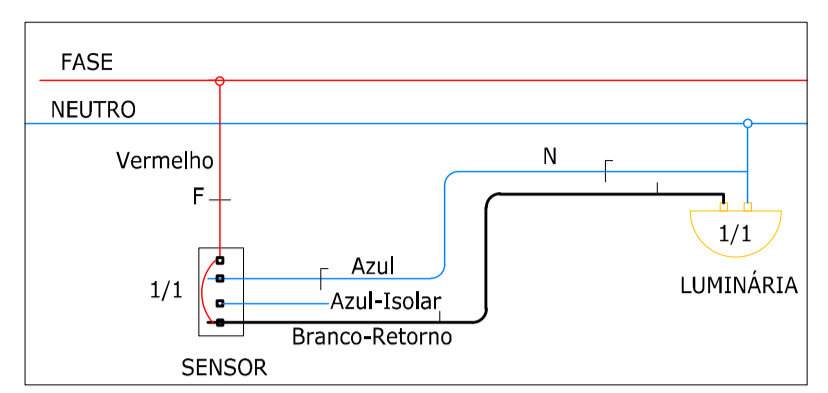 FASE
NEUTRO
Vermelho
N
F
1/1
Azul
1/1
Azul-Isolar
LUMINÁRIA
Branco-Retorno
SENSOR